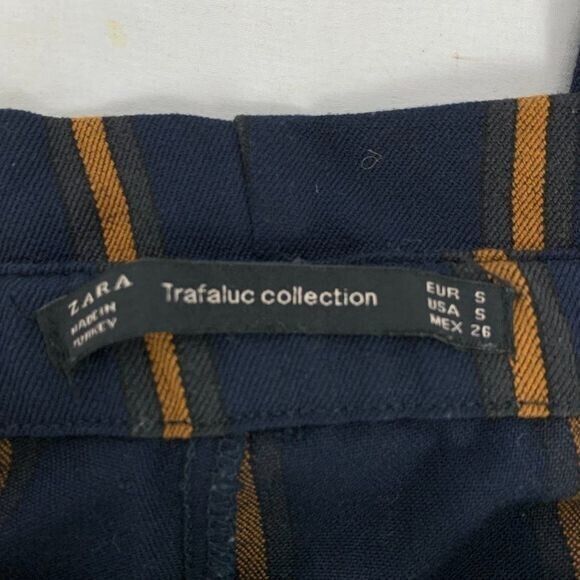 ZARA
MADE IN
TURKEY
Trafaluc collection
EUR S
USA S
MEX 26